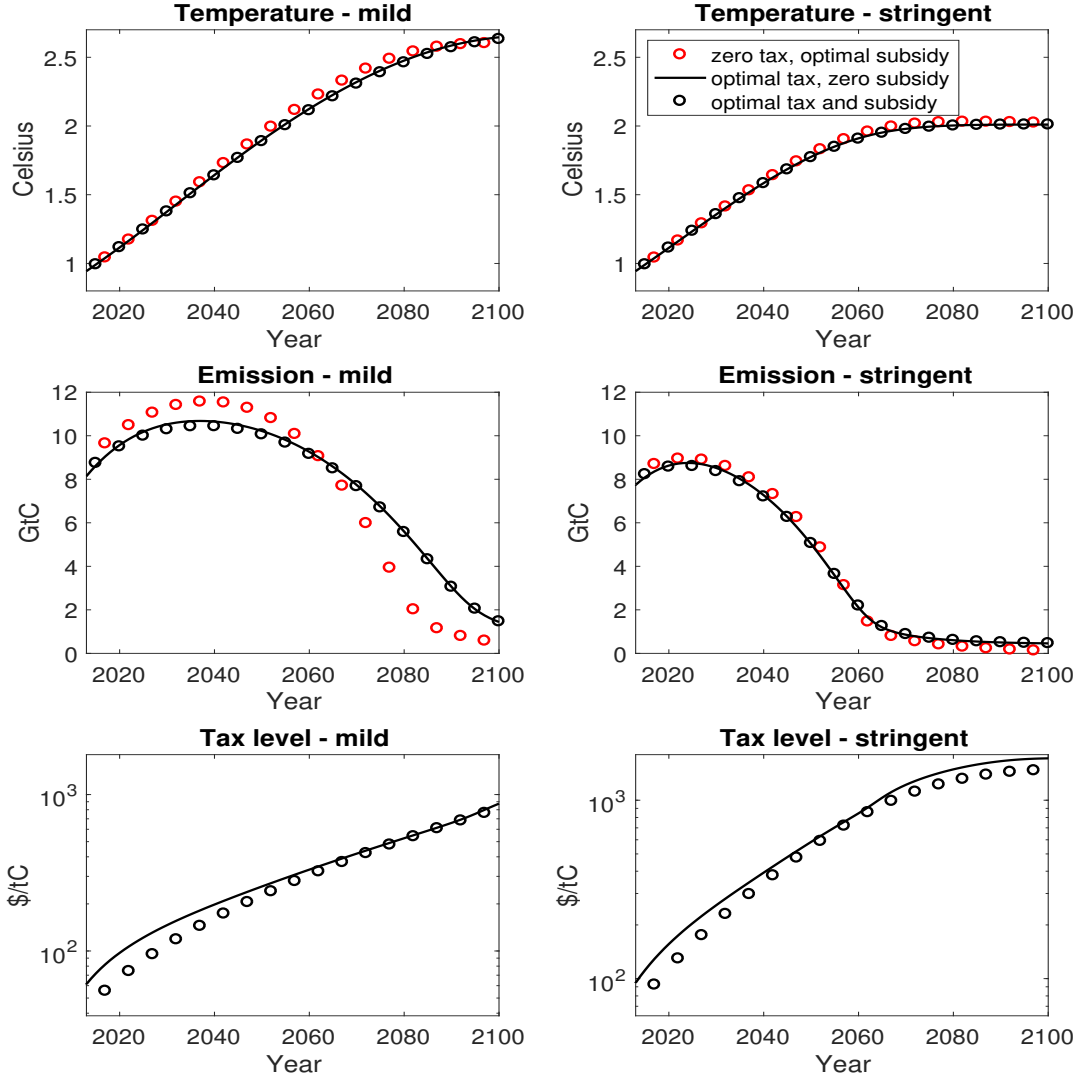 Temperature - mild
2.5
2
1.5
1
Celsius
2020 2040 2060 2080 2100
Year
Temperature - stringent
zero tax, optimal subsidy
optimal tax, zero subsidy
optimal tax and subsidy
2.5
2
1.5
1
Celsius
2020 2040 2060 2080 2100
Year
Emission - mild
12
10
8
6
4
2
0
GtC
2020 2040 2060 2080 2100
Year
Emission - stringent
12
10
8
6
4
2
0
GtC
2020 2040 2060 2080 2100
Year
Tax level - mild
10³
10²
$/tC
2020 2040 2060 2080 2100
Year
Tax level - stringent
10³
10²
$/tC
2020 2040 2060 2080 2100
Year